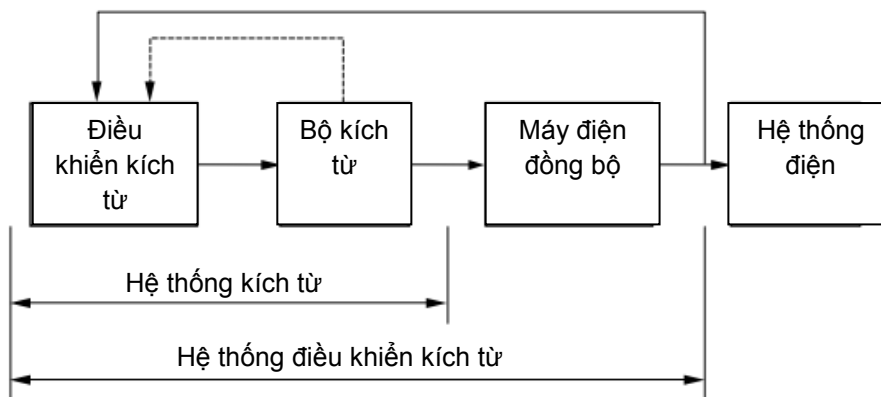 Điều
khiển kích
từ
Bộ kích
từ
Máy điện
đồng bộ
Hệ thống
điện
Hệ thống kích từ
Hệ thống điều khiển kích từ